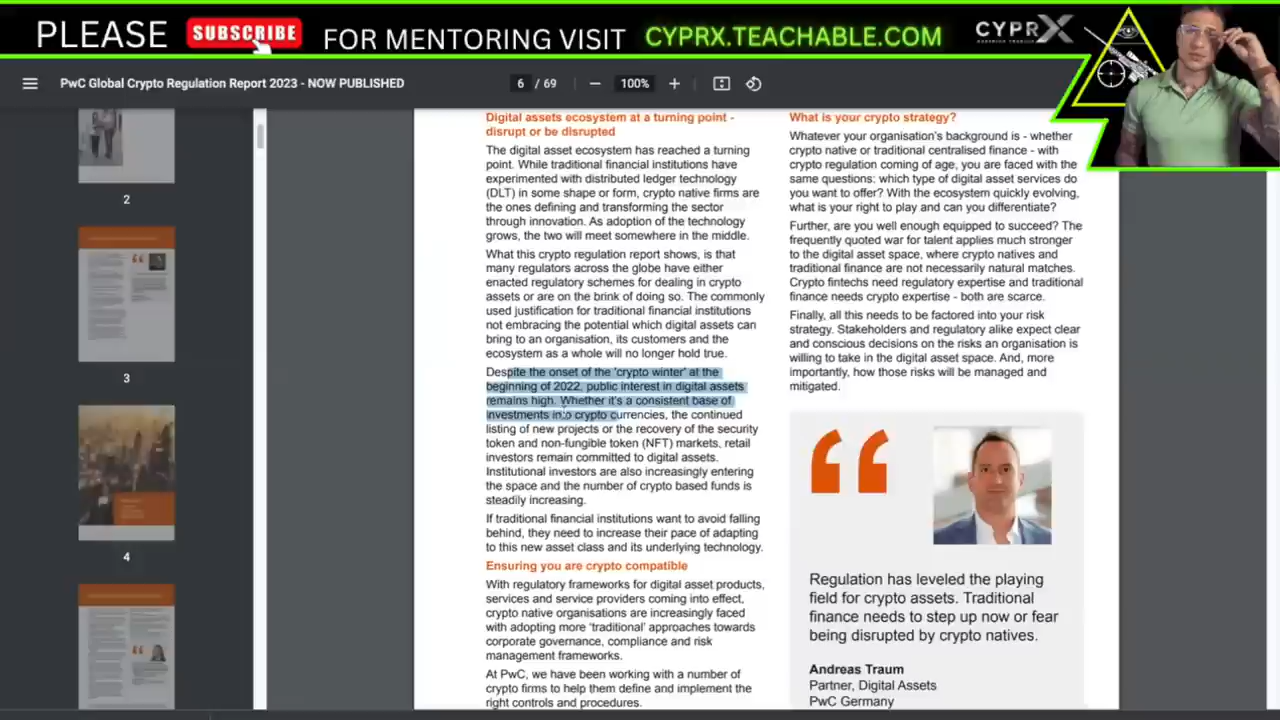 PLEASE SUBSCRIBE FOR MENTORING VISIT CYPRX.TEACHABLE.COM CYPRX
PwC Global Crypto Regulation Report 2023 - NOW PUBLISHED
6 / 69
100%
2
3
4
Digital assets ecosystem at a turning point -
disrupt or be disrupted
The digital asset ecosystem has reached a turning
point. While traditional financial institutions have
experimented with distributed ledger technology
(DLT) in some shape or form, crypto native firms are
the ones defining and transforming the sector
through innovation. As adoption of the technology
grows, the two will meet somewhere in the middle.
What this crypto regulation report shows, is that
many regulators across the globe have either
enacted regulatory schemes for dealing in crypto
assets or are on the brink of doing so. The commonly
used justification for traditional financial institutions
not embracing the potential which digital assets can
bring to an organisation, its customers and the
ecosystem as a whole will no longer hold true.
Despite the onset of the 'crypto winter' at the
beginning of 2022, public interest in digital assets
remains high. Whether it's a consistent base of
investments into crypto currencies, the continued
listing of new projects or the recovery of the security
token and non-fungible token (NFT) markets, retail
investors remain committed to digital assets.
Institutional investors are also increasingly entering
the space and the number of crypto based funds is
steadily increasing.
If traditional financial institutions want to avoid falling
behind, they need to increase their pace of adapting
to this new asset class and its underlying technology.
Ensuring you are crypto compatible
With regulatory frameworks for digital asset products,
services and service providers coming into effect,
crypto native organisations are increasingly faced
with adopting more 'traditional' approaches towards
corporate governance, compliance and risk
management frameworks.
At PwC, we have been working with a number of
crypto firms to help them define and implement the
right controls and procedures.
What is your crypto strategy?
Whatever your organisation's background is - whether
crypto native or traditional centralised finance - with
crypto regulation coming of age, you are faced with the
same questions: which type of digital asset services do
you want to offer? With the ecosystem quickly evolving,
what is your right to play and can you differentiate?
Further, are you well enough equipped to succeed? The
frequently quoted war for talent applies much stronger
to the digital asset space, where crypto natives and
traditional finance are not necessarily natural matches.
Crypto fintechs need regulatory expertise and traditional
finance needs crypto expertise - both are scarce.
Finally, all this needs to be factored into your risk
strategy. Stakeholders and regulatory alike expect clear
and conscious decisions on the risks an organisation is
willing to take in the digital asset space. And, more
importantly, how those risks will be managed and
mitigated.
Regulation has leveled the playing
field for crypto assets. Traditional
finance needs to step up now or fear
being disrupted by crypto natives.
Andreas Traum
Partner, Digital Assets
PwC Germany